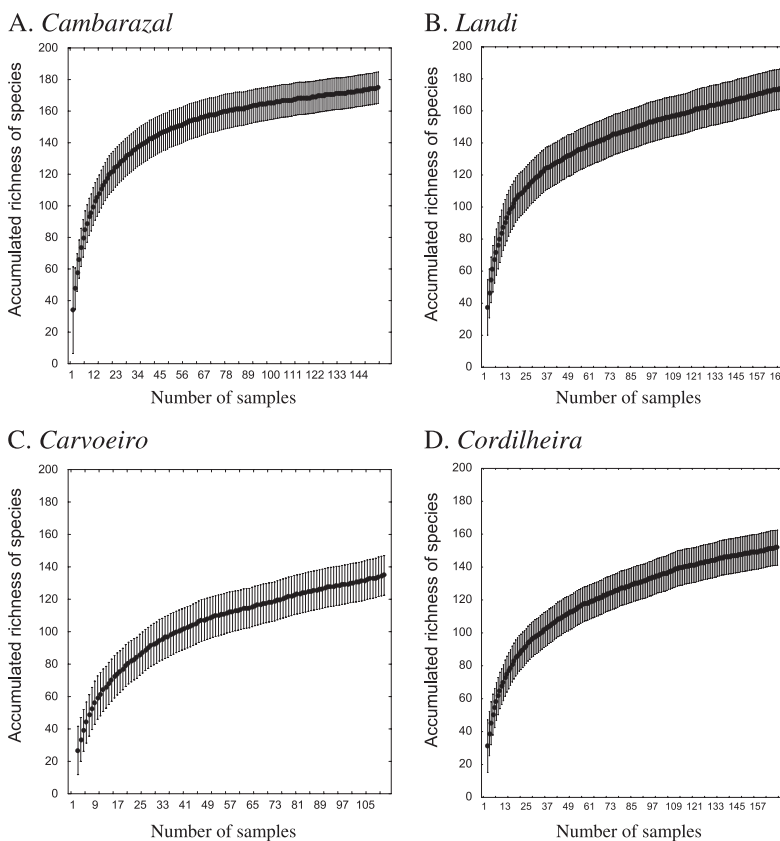 A. Cambarazal
Accumulated richness of species
200
180
160
140
120
100
80
60
40
20
0
1 12 23 34 45 56 67 78 89 100 111 122 133 144
Number of samples
B. Landi
Accumulated richness of species
200
180
160
140
120
100
80
60
40
20
0
1 13 25 37 49 61 73 85 97 109 121 133 145 157 16
Number of samples
C. Carvoeiro
Accumulated richness of species
200
180
160
140
120
100
80
60
40
20
0
1 9 17 25 33 41 49 57 65 73 81 89 97 105
Number of samples
D. Cordilheira
Accumulated richness of species
200
180
160
140
120
100
80
60
40
20
0
1 13 25 37 49 61 73 85 97 109 121 133 145 157
Number of samples